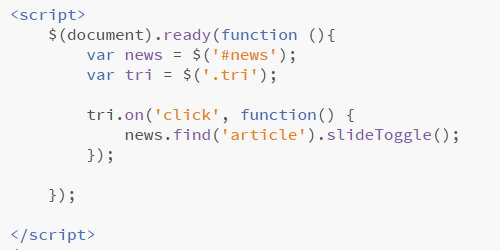 <script>
$(document).ready(function (){
var news = $('#news');
var tri = $('.tri');
tri.on('click', function() {
news.find('article').slideToggle();
});
});
</script>